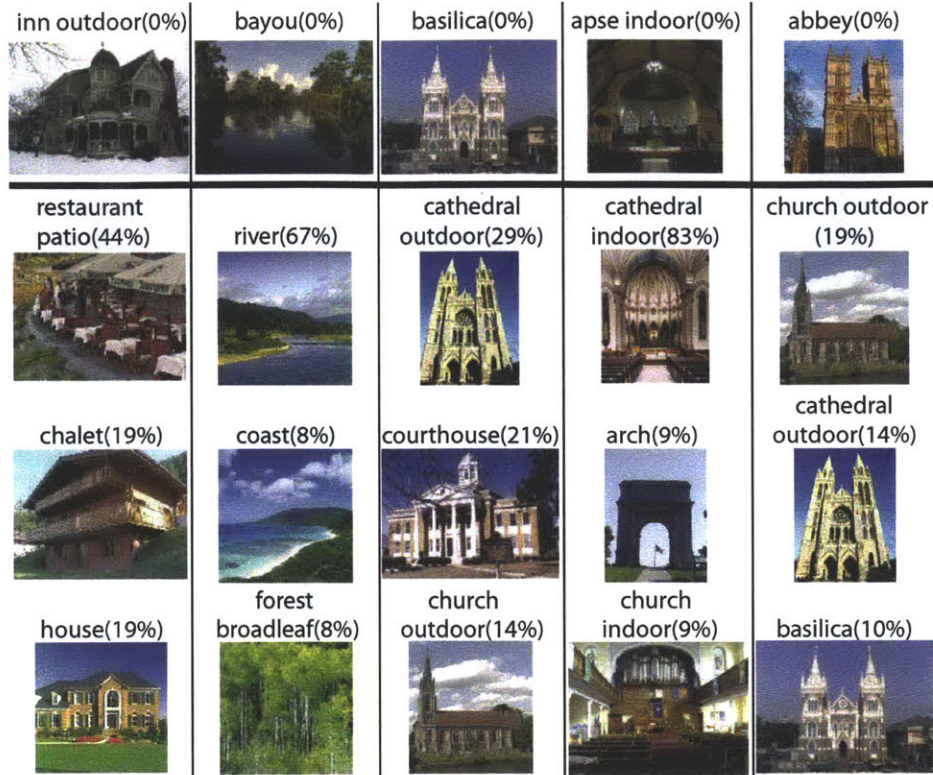 inn outdoor(0%)
bayou(0%)
basilica(0%)
apse indoor(0%)
abbey(0%)
restaurant
patio(44%)
river(67%)
cathedral
outdoor(29%)
cathedral
indoor(83%)
church outdoor
(19%)
chalet(19%)
coast(8%)
courthouse(21%)
arch(9%)
cathedral
outdoor(14%)
house(19%)
forest
broadleaf(8%)
church
outdoor(14%)
church
indoor(9%)
basilica(10%)